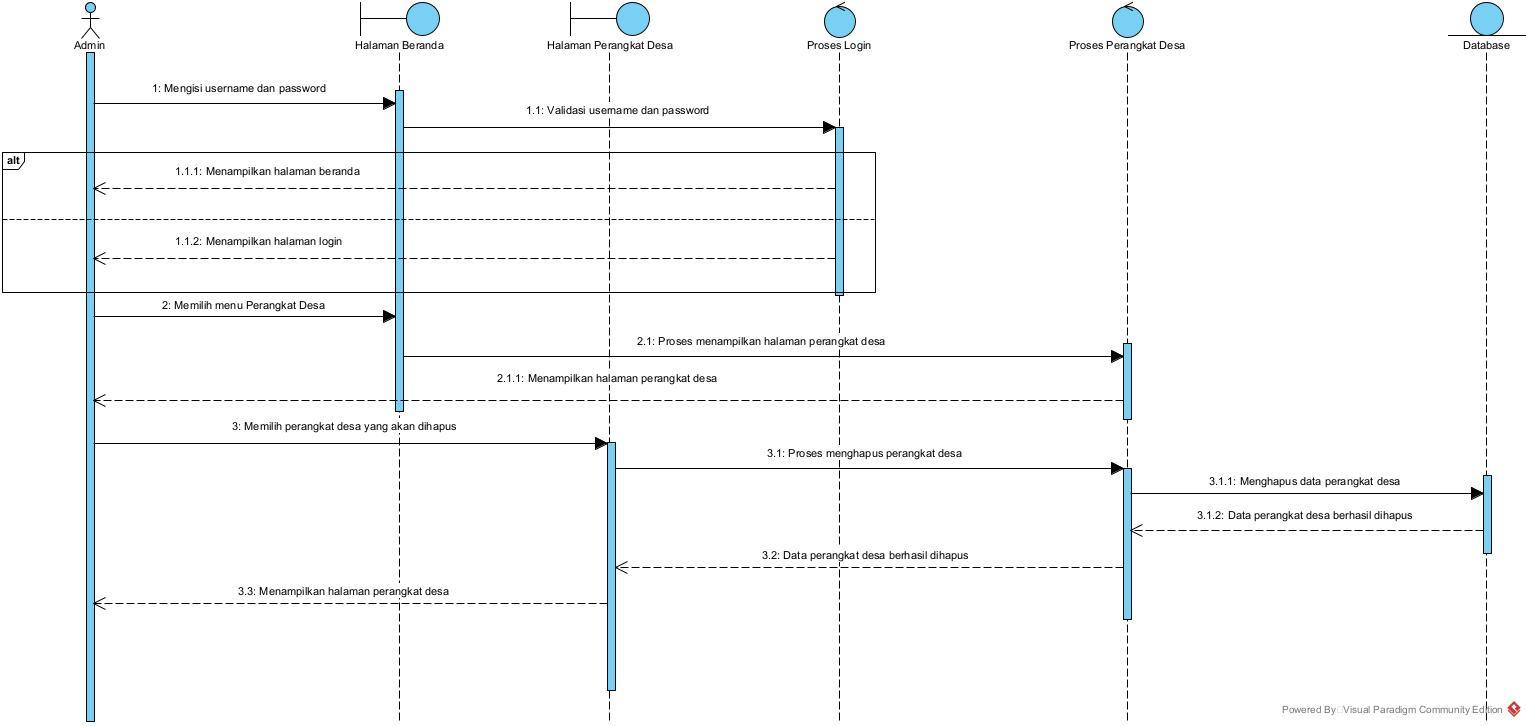 Admin
Halaman Beranda
Halaman Perangkat Desa
Proses Login
Proses Perangkat Desa
Database
1: Mengisi username dan password
1.1: Validasi username dan password
alt
1.1.1: Menampilkan halaman beranda
1.1.2: Menampilkan halaman login
2: Memilih menu Perangkat Desa
2.1: Proses menampilkan halaman perangkat desa
2.1.1: Menampilkan halaman perangkat desa
3: Memilih perangkat desa yang akan dihapus
3.1: Proses menghapus perangkat desa
3.1.1: Menghapus data perangkat desa
3.1.2: Data perangkat desa berhasil dihapus
3.2: Data perangkat desa berhasil dihapus
3.3: Menampilkan halaman perangkat desa
Powered By Visual Paradigm Community Edition